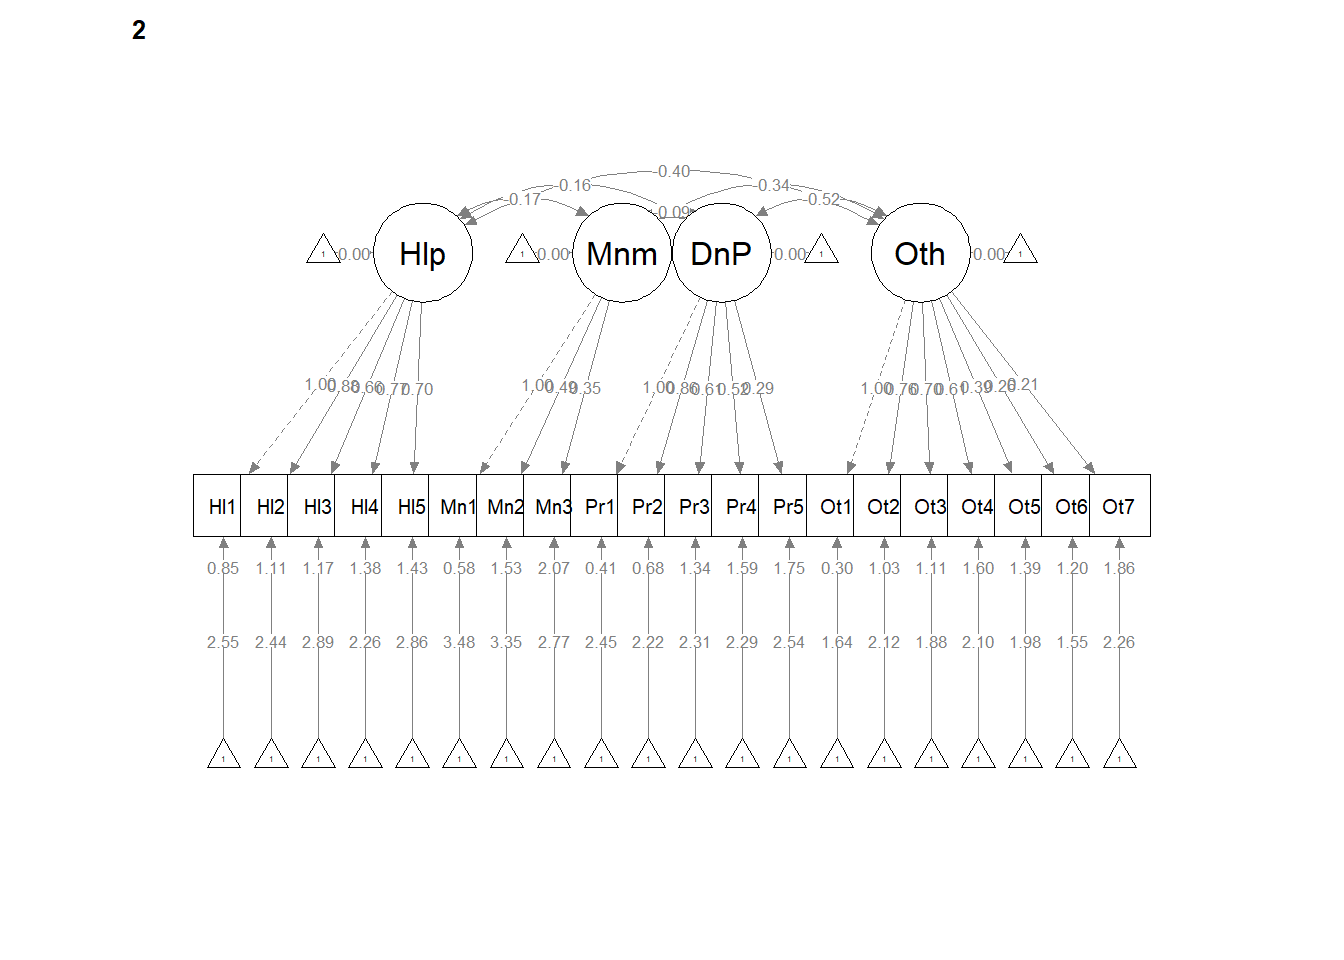 2
0.40
0.16 0.34
0.17 0.52
0.09
1 0.00 Hlp 1 0.00 Mnm DnP 0.00 1 Oth 0.00 1
1.00 0.88 0.66 0.77 0.70 1.00 0.49 0.35 1.00 0.86 0.61 0.52 0.29 1.00 0.76 0.70 0.61 0.39 0.21
Hl1 Hl2 Hl3 Hl4 Hl5 Mn1 Mn2 Mn3 Pr1 Pr2 Pr3 Pr4 Pr5 Ot1 Ot2 Ot3 Ot4 Ot5 Ot6 Ot7
0.85 1.11 1.17 1.38 1.43 0.58 1.53 2.07 0.41 0.68 1.34 1.59 1.75 0.30 1.03 1.11 1.60 1.39 1.20 1.86
2.55 2.44 2.89 2.26 2.86 3.48 3.35 2.77 2.45 2.22 2.31 2.29 2.54 1.64 2.12 1.88 2.10 1.98 1.55 2.26
1 1 1 1 1 1 1 1 1 1 1 1 1 1 1 1 1 1 1 1